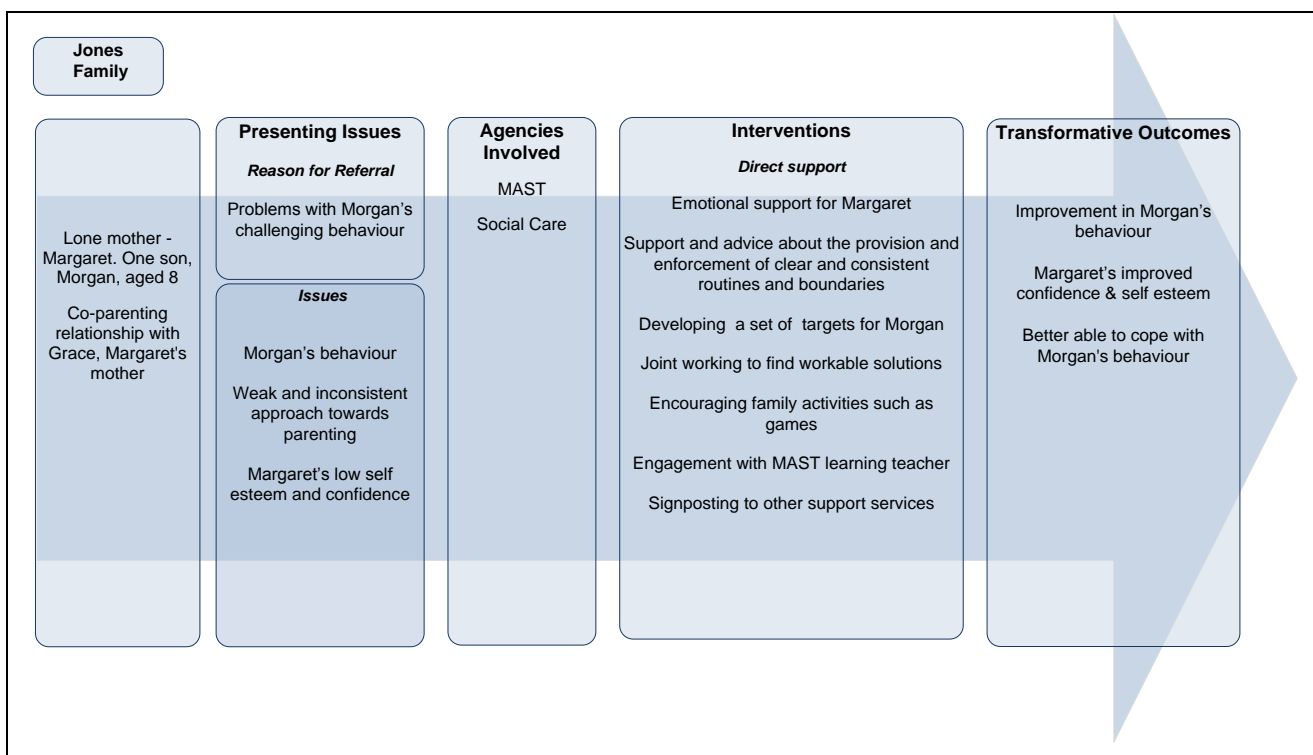 Jones
Family
Lone mother -
Margaret. One son,
Morgan, aged 8
Co-parenting
relationship with
Grace, Margaret's
mother
Presenting Issues
Reason for Referral
Problems with Morgan’s
challenging behaviour
Issues
Morgan’s behaviour
Weak and inconsistent
approach towards
parenting
Margaret’s low self
esteem and confidence
Agencies
Involved
MAST
Social Care
Interventions
Direct support
Emotional support for Margaret
Support and advice about the provision and
enforcement of clear and consistent
routines and boundaries
Developing a set of targets for Morgan
Joint working to find workable solutions
Encouraging family activities such as
games
Engagement with MAST learning teacher
Signposting to other support services
Transformative Outcomes
Improvement in Morgan’s
behaviour
Margaret’s improved
confidence & self esteem
Better able to cope with
Morgan's behaviour